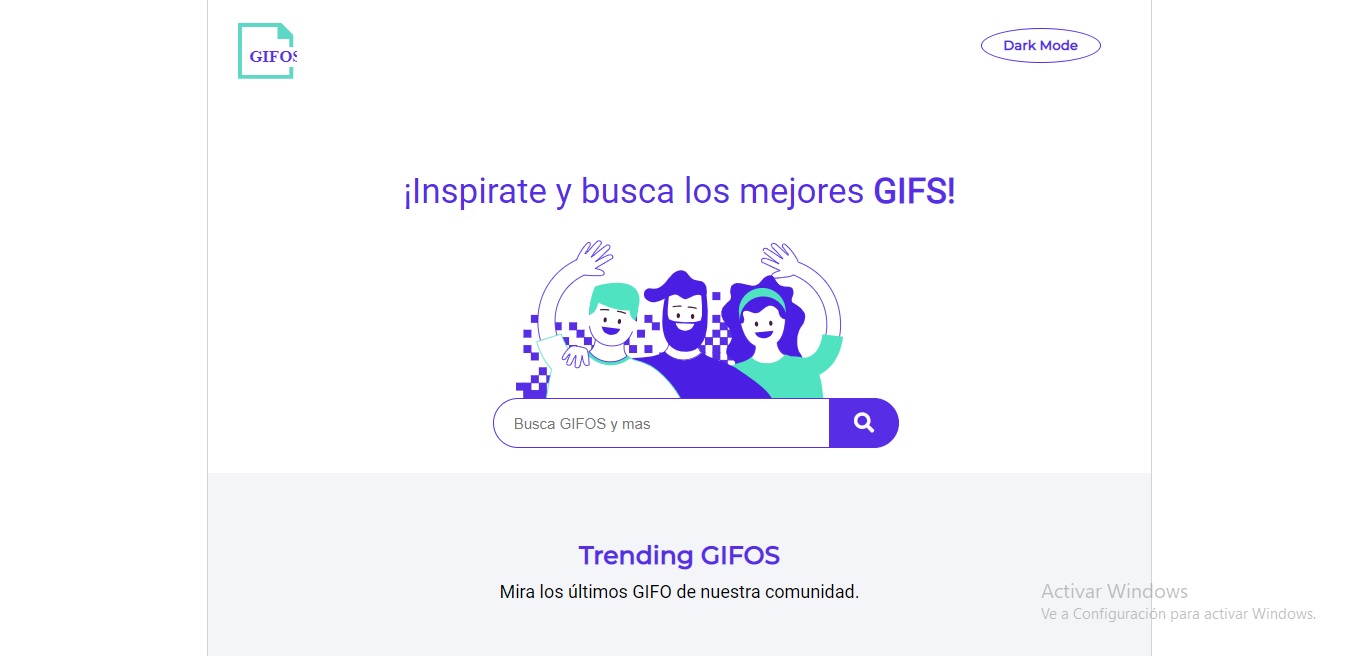 GIFOS
Dark Mode
¡Inspirate y busca los mejores GIFS!
Busca GIFOS y mas
Trending GIFOS
Mira los últimos GIFO de nuestra comunidad.
Activar Windows
Ve a Configuración para activar Windows.